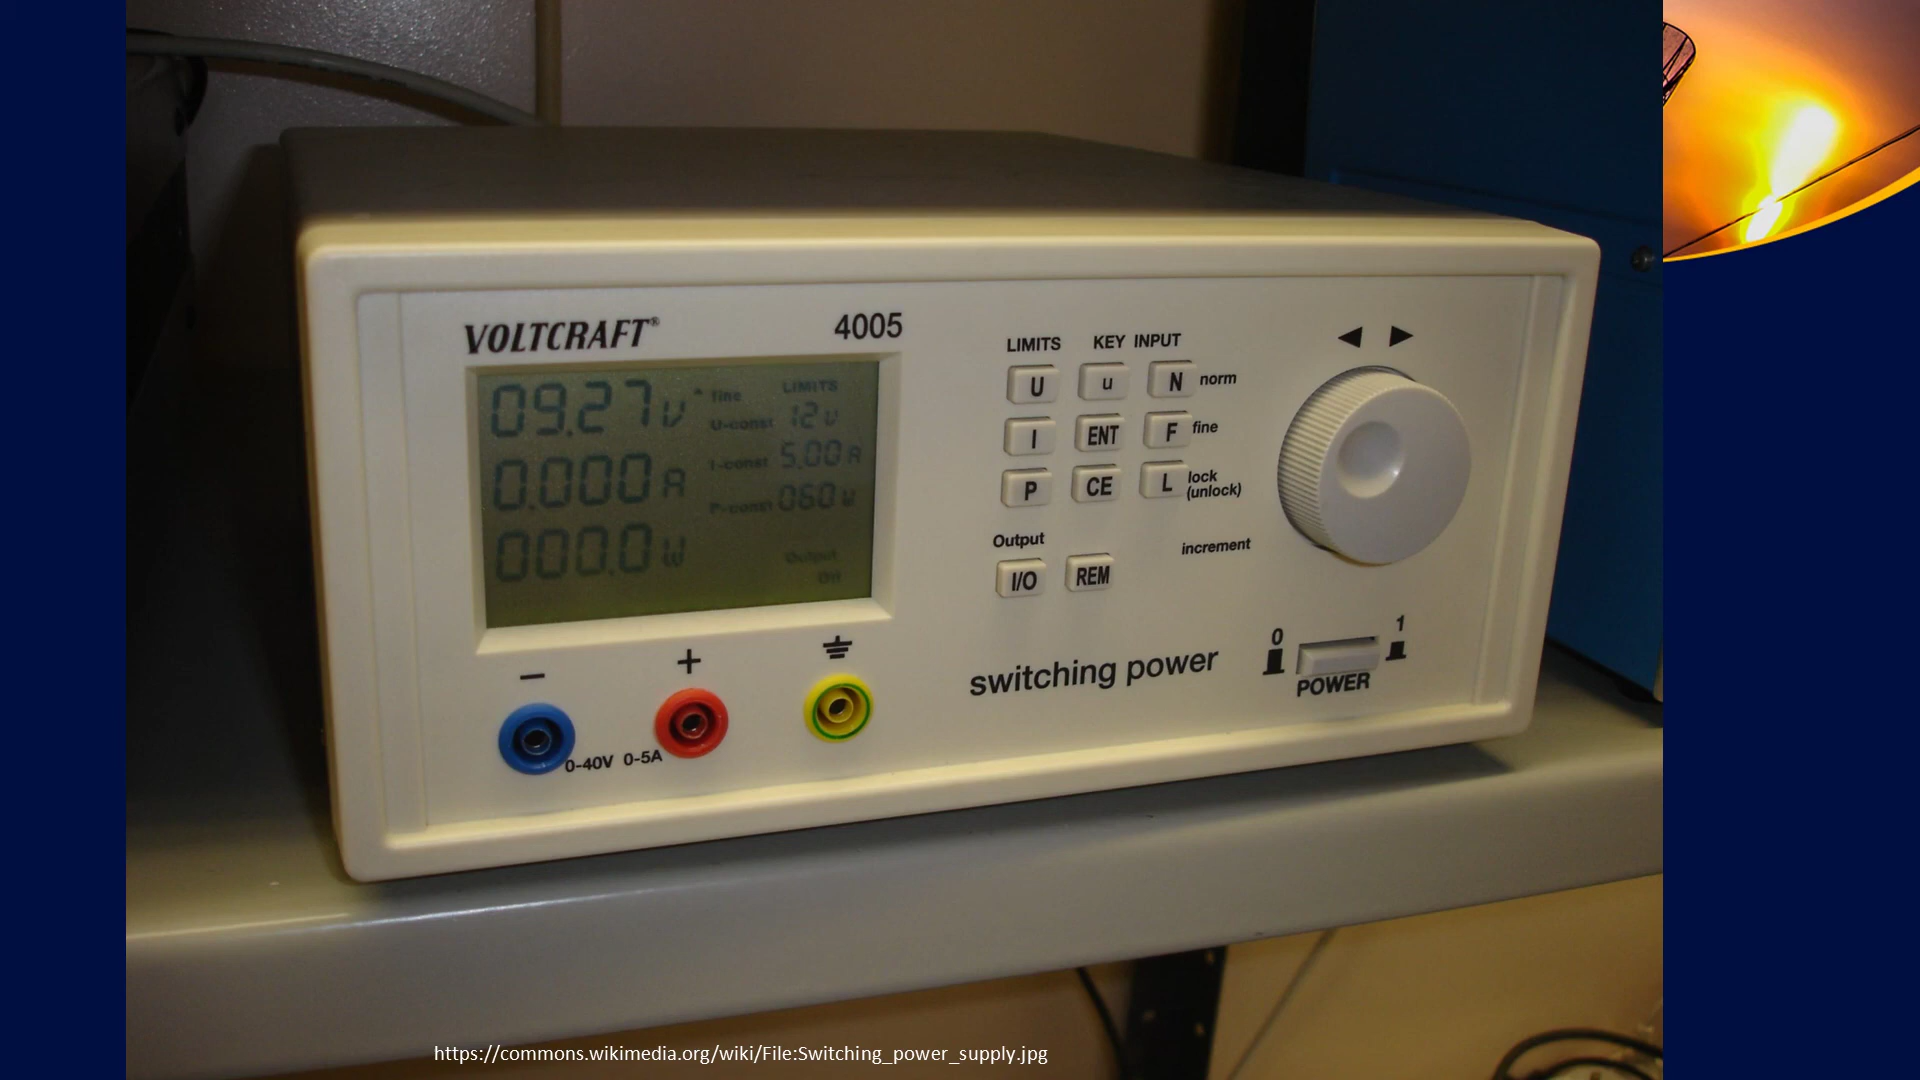 VOLTCRAFT®
4005
09.27V
fine
LIMITS
U-const 12V
0.000A
I-const 5.00A
P-const 060W
000.0W
Output
LIMITS KEY INPUT
U u N norm
I ENT F fine
P CE L lock
(unlock)
Output
increment
I/O REM
0 1
POWER
switching power
− +
0-40V 0-5A
https://commons.wikimedia.org/wiki/File:Switching_power_supply.jpg